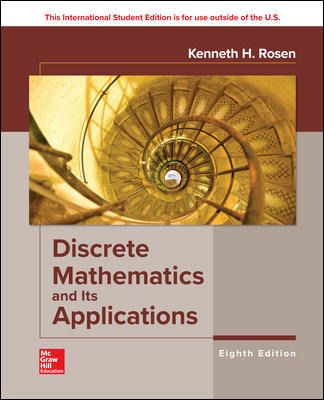 This International Student Edition is for use outside of the U.S.
Kenneth H. Rosen
Discrete
Mathematics
and Its
Applications
Mc
Graw
Hill
Education
Eighth Edition